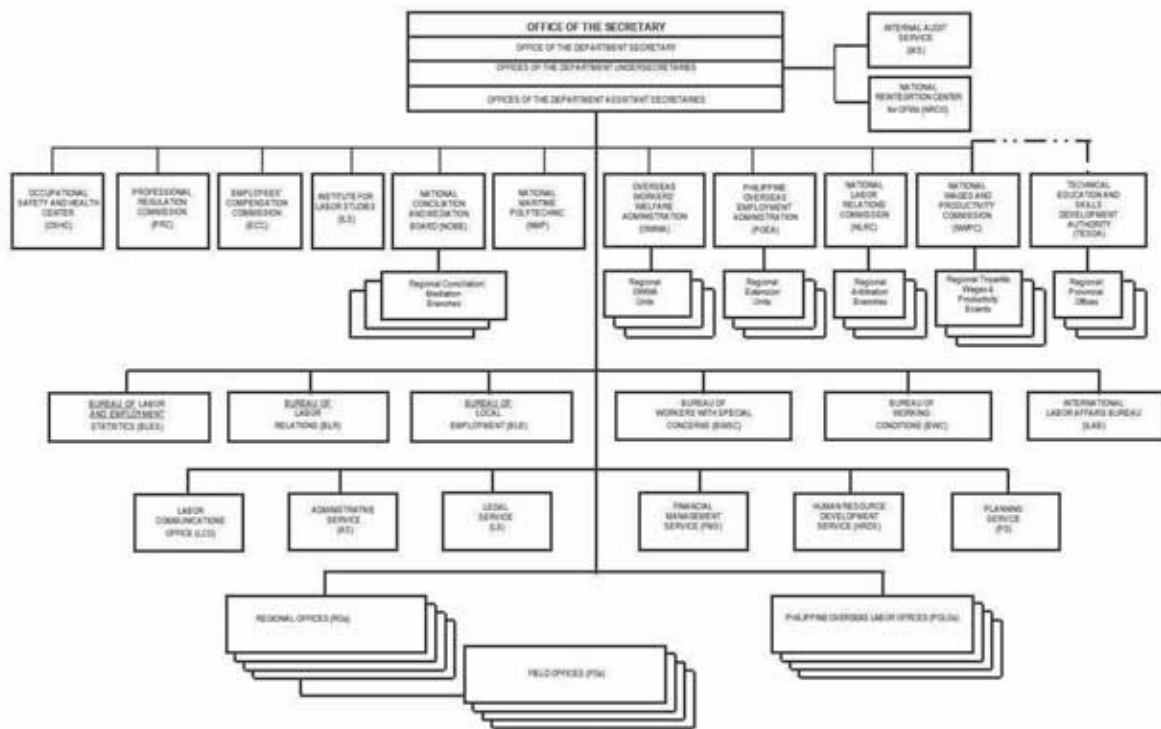 OFFICE OF THE SECRETARY
OFFICE OF THE DEPARTMENT SECRETARY
OFFICES OF THE DEPARTMENT UNDERSECRETARIES
OFFICES OF THE DEPARTMENT ASSISTANT SECRETARIES
INTERNAL AUDIT
SERVICE
(IAS)
NATIONAL
CENTER
for OFWs (NRCO)
OCCUPATIONAL
SAFETY AND HEALTH
CENTER
(OSHC)
PROFESSIONAL
REGULATION
COMMISSION
(PRC)
EMPLOYEES'
COMPENSATION
COMMISSION
(ECC)
INSTITUTE FOR
LABOR STUDIES
(ILS)
NATIONAL
CONCILIATION
AND MEDIATION
BOARD (NCMB)
NATIONAL
MARITIME
POLYTECHNIC
(NMP)
OVERSEAS
WORKERS'
WELFARE
ADMINISTRATION
(OWWA)
PHILIPPINE
OVERSEAS
EMPLOYMENT
ADMINISTRATION
(POEA)
NATIONAL LABOR
RELATIONS
COMMISSION
(NLRC)
NATIONAL
WAGES AND
PRODUCTIVITY
COMMISSION
(NWPC)
TECHNICAL
EDUCATION AND
SKILLS
DEVELOPMENT
AUTHORITY
(TESDA)
Regional Conciliation
Mediation
Branches
Regional
OWWA
Units
Regional
Extension
Units
Regional
Arbitration
Branches
Regional Tripartite
Wages &
Productivity
Boards
Regional
Provincial
Offices
BUREAU OF LABOR
AND EMPLOYMENT
STATISTICS (BLES)
BUREAU OF
LABOR
RELATIONS (BLR)
BUREAU OF
LOCAL
EMPLOYMENT (BLE)
BUREAU OF
WORKERS WITH SPECIAL
CONCERNS (BWSC)
BUREAU OF
WORKING
CONDITIONS (BWC)
INTERNATIONAL
LABOR AFFAIRS BUREAU
(ILAB)
LABOR
COMMUNICATIONS
OFFICE (LCO)
ADMINISTRATIVE
SERVICE
(AS)
LEGAL
SERVICE
(LS)
FINANCIAL
MANAGEMENT
SERVICE (FMS)
HUMAN RESOURCE
DEVELOPMENT
SERVICE (HRDS)
PLANNING
SERVICE
(PS)
REGIONAL OFFICES (ROs)
PHILIPPINE OVERSEAS LABOR OFFICES (POLOs)
FIELD OFFICES (FOs)